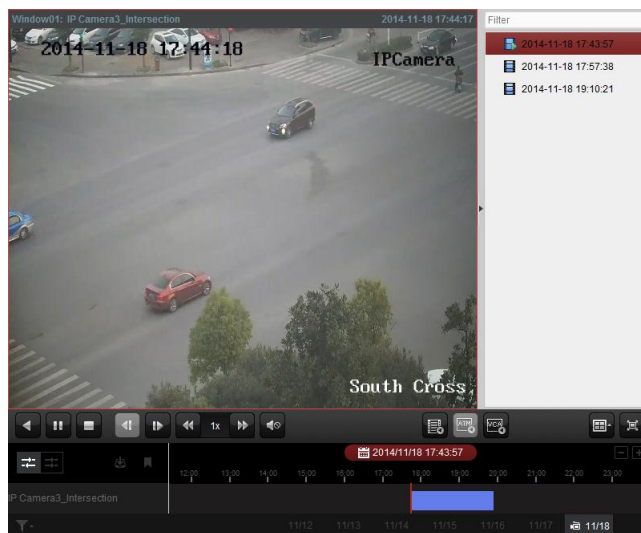 Window01: IP Camera3_Intersection 2014-11-18 17:44:17
2014-11-18 17:44:18
IPCamera
South Cross
Filter
2014-11-18 17:43:57
2014-11-18 17:57:38
2014-11-18 19:10:21
1x
ATM
VCA
2014/11/18 17:43:57
12:00 13:00 14:00 15:00 16:00 17:00 18:00 19:00 20:00 21:00 22:00 23:00
IP Camera3_Intersection
11/12 11/13 11/14 11/15 11/16 11/17 11/18